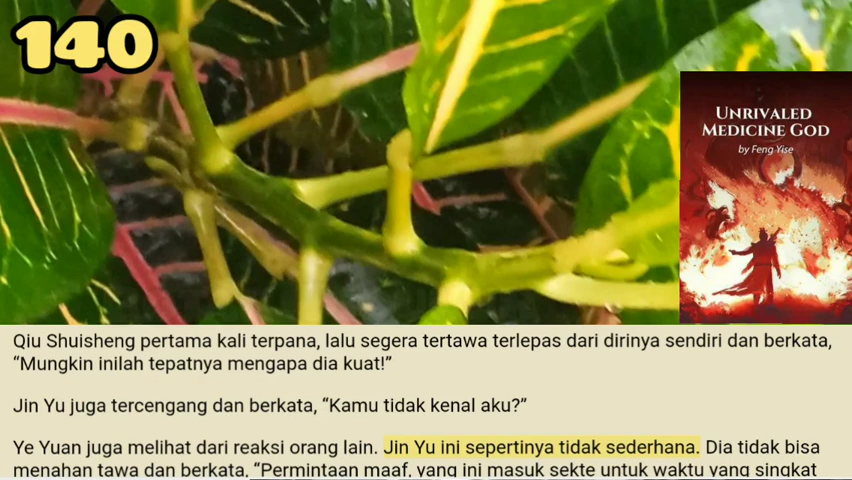 140
UNRIVALED
MEDICINE GOD
by Feng Yise
Qiu Shuisheng pertama kali terpana, lalu segera tertawa terlepas dari dirinya sendiri dan berkata,
“Mungkin inilah tepatnya mengapa dia kuat!”
Jin Yu juga tercengang dan berkata, “Kamu tidak kenal aku?”
Ye Yuan juga melihat dari reaksi orang lain. Jin Yu ini sepertinya tidak sederhana. Dia tidak bisa
menahan tawa dan berkata, “Permintaan maaf, yang ini masuk sekte untuk waktu yang singkat